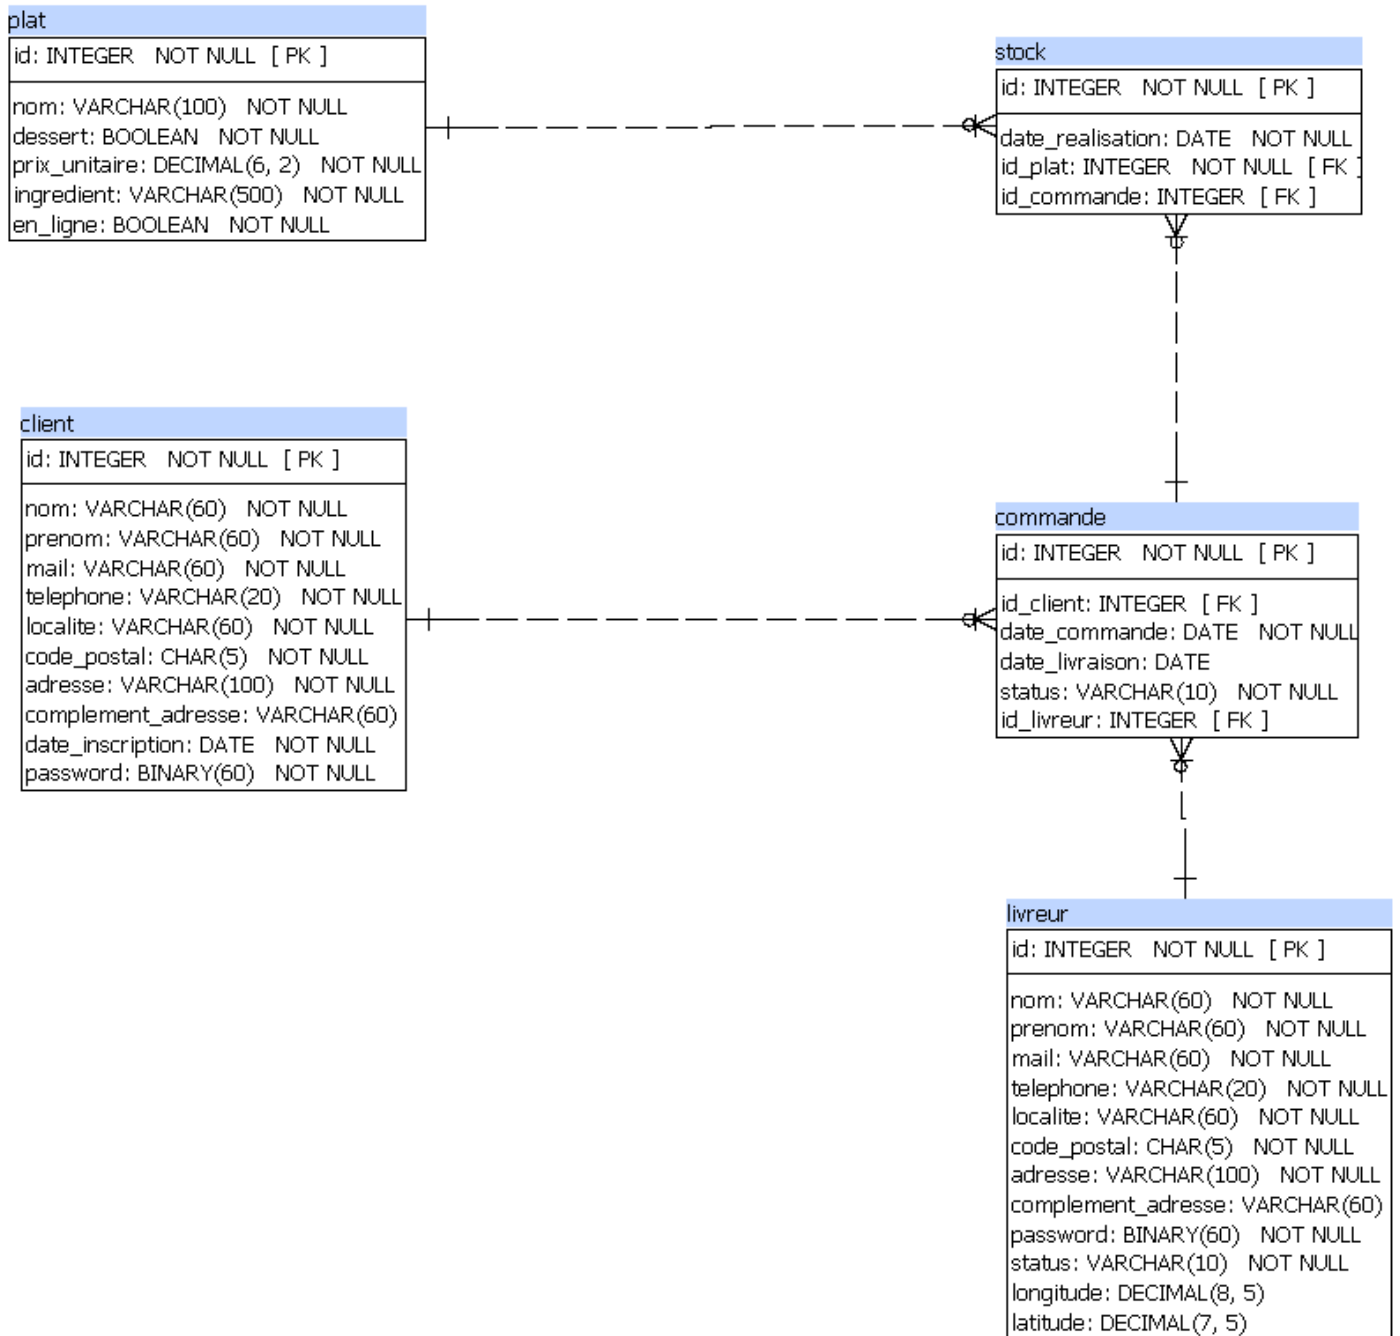 plat
id: INTEGER NOT NULL [ PK ]
nom: VARCHAR(100) NOT NULL
dessert: BOOLEAN NOT NULL
prix_unitaire: DECIMAL(6, 2) NOT NULL
ingredient: VARCHAR(500) NOT NULL
en_ligne: BOOLEAN NOT NULL
stock
id: INTEGER NOT NULL [ PK ]
date_realisation: DATE NOT NULL
id_plat: INTEGER NOT NULL [ FK ]
id_commande: INTEGER [ FK ]
client
id: INTEGER NOT NULL [ PK ]
nom: VARCHAR(60) NOT NULL
prenom: VARCHAR(60) NOT NULL
mail: VARCHAR(60) NOT NULL
telephone: VARCHAR(20) NOT NULL
localite: VARCHAR(60) NOT NULL
code_postal: CHAR(5) NOT NULL
adresse: VARCHAR(100) NOT NULL
complement_adresse: VARCHAR(60)
date_inscription: DATE NOT NULL
password: BINARY(60) NOT NULL
commande
id: INTEGER NOT NULL [ PK ]
id_client: INTEGER [ FK ]
date_commande: DATE NOT NULL
date_livraison: DATE
status: VARCHAR(10) NOT NULL
id_livreur: INTEGER [ FK ]
livreur
id: INTEGER NOT NULL [ PK ]
nom: VARCHAR(60) NOT NULL
prenom: VARCHAR(60) NOT NULL
mail: VARCHAR(60) NOT NULL
telephone: VARCHAR(20) NOT NULL
localite: VARCHAR(60) NOT NULL
code_postal: CHAR(5) NOT NULL
adresse: VARCHAR(100) NOT NULL
complement_adresse: VARCHAR(60)
password: BINARY(60) NOT NULL
status: VARCHAR(10) NOT NULL
longitude: DECIMAL(8, 5)
latitude: DECIMAL(7, 5)